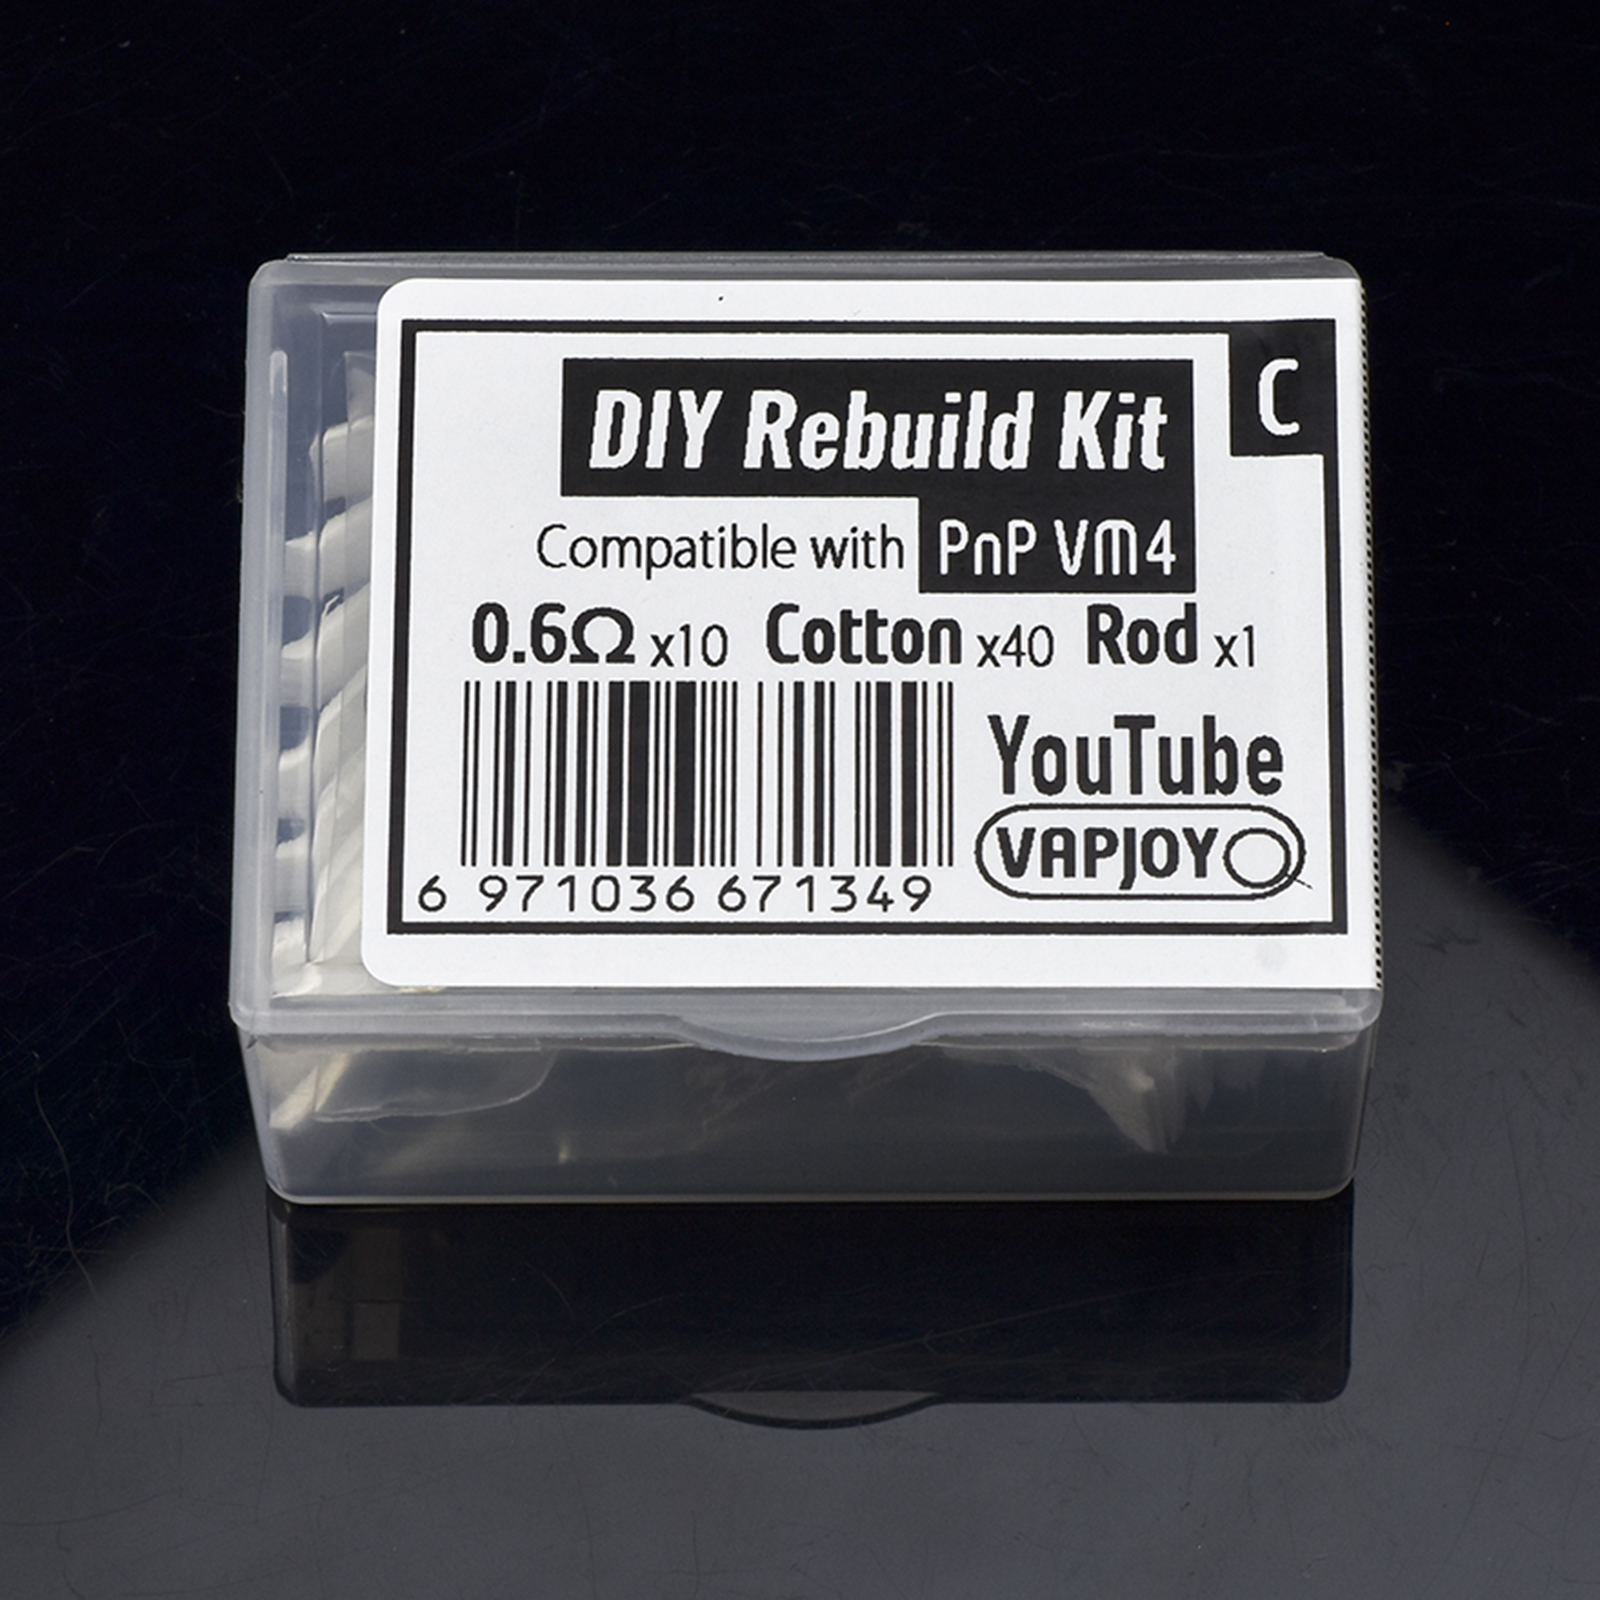 C
DIY Rebuild Kit
Compatible with PnP VM4
0.6Ω x10 Cotton x40 Rod x1
YouTube
VAPJOY
6 971036 671349